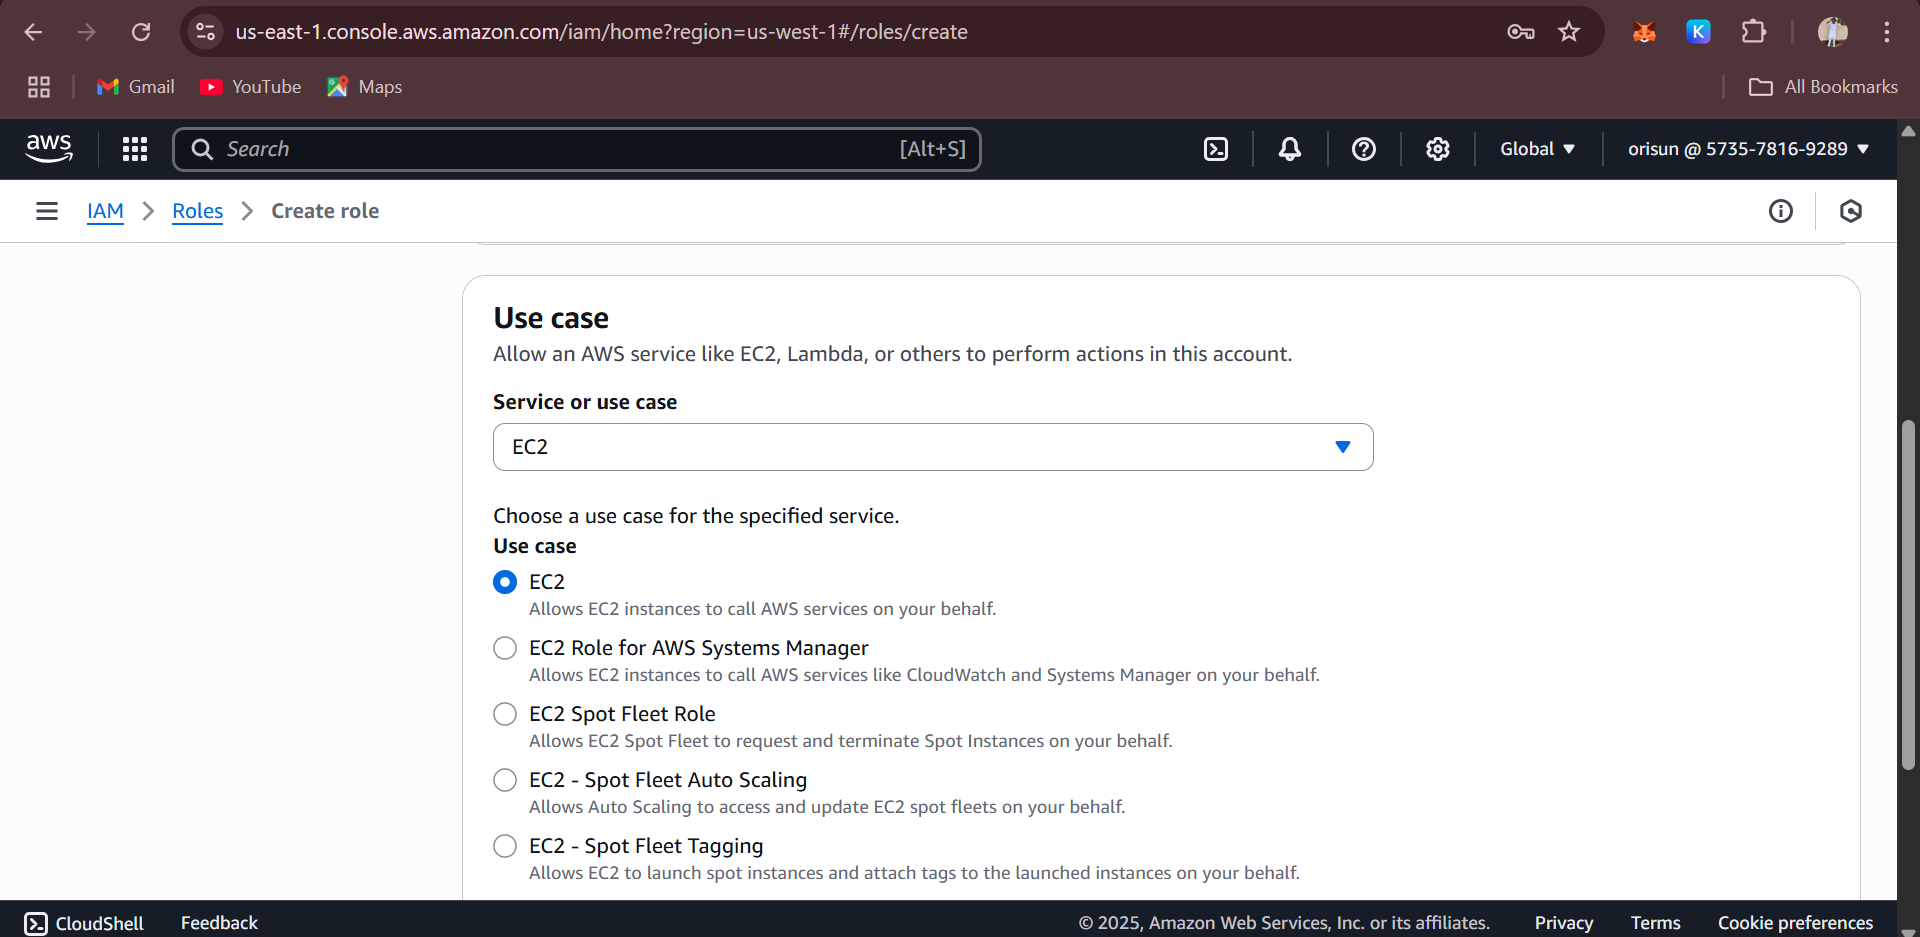 us-east-1.console.aws.amazon.com/iam/home?region=us-west-1#/roles/create
K
Gmail
YouTube
Maps
All Bookmarks
aws
Search
[Alt+S]
Global
orisun @ 5735-7816-9289
IAM
Roles
Create role
Use case
Allow an AWS service like EC2, Lambda, or others to perform actions in this account.
Service or use case
EC2
Choose a use case for the specified service.
Use case
EC2
Allows EC2 instances to call AWS services on your behalf.
EC2 Role for AWS Systems Manager
Allows EC2 instances to call AWS services like CloudWatch and Systems Manager on your behalf.
EC2 Spot Fleet Role
Allows EC2 Spot Fleet to request and terminate Spot Instances on your behalf.
EC2 - Spot Fleet Auto Scaling
Allows Auto Scaling to access and update EC2 spot fleets on your behalf.
EC2 - Spot Fleet Tagging
Allows EC2 to launch spot instances and attach tags to the launched instances on your behalf.
CloudShell
Feedback
© 2025, Amazon Web Services, Inc. or its affiliates.
Privacy
Terms
Cookie preferences